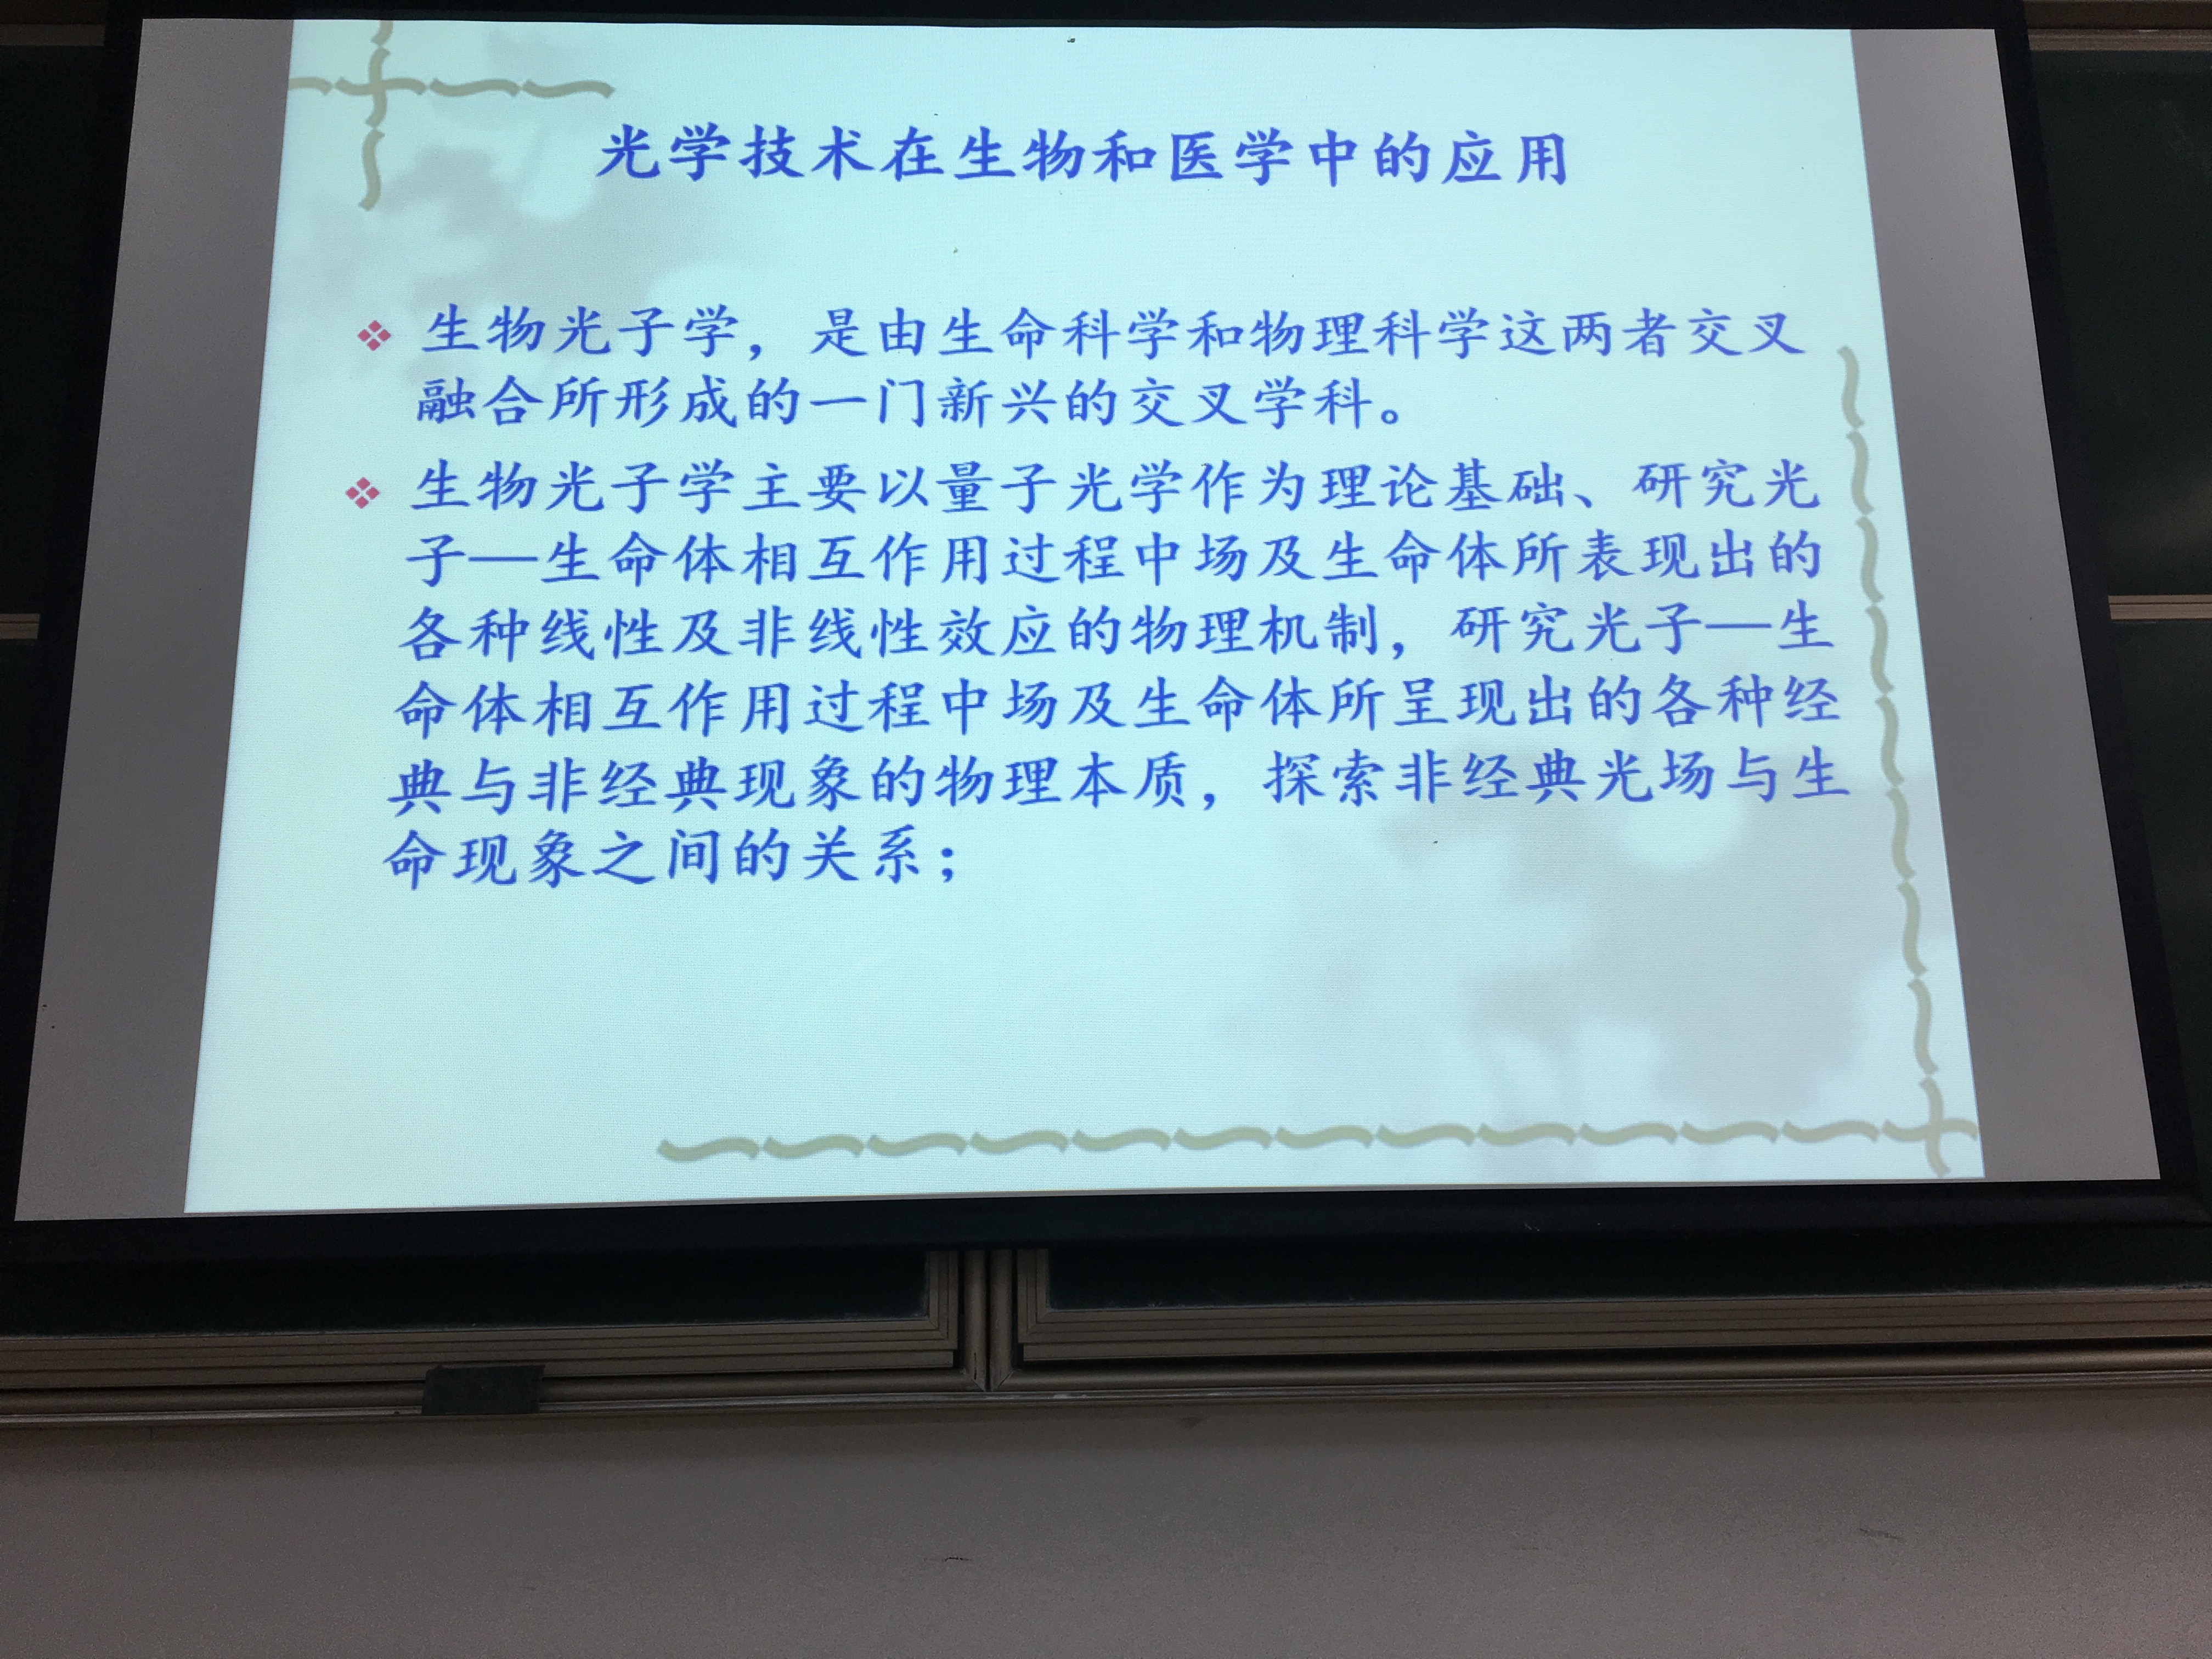 光学技术在生物和医学中的应用
生物光子学，是由生命科学和物理科学这两者交叉
融合所形成的一门新兴的交叉学科。
生物光子学主要以量子光学作为理论基础、研究光
子—生命体相互作用过程中场及生命体所表现出的
各种线性及非线性效应的物理机制，研究光子—生
命体相互作用过程中场及生命体所呈现出的各种经
典与非经典现象的物理本质，探索非经典光场与生
命现象之间的关系；